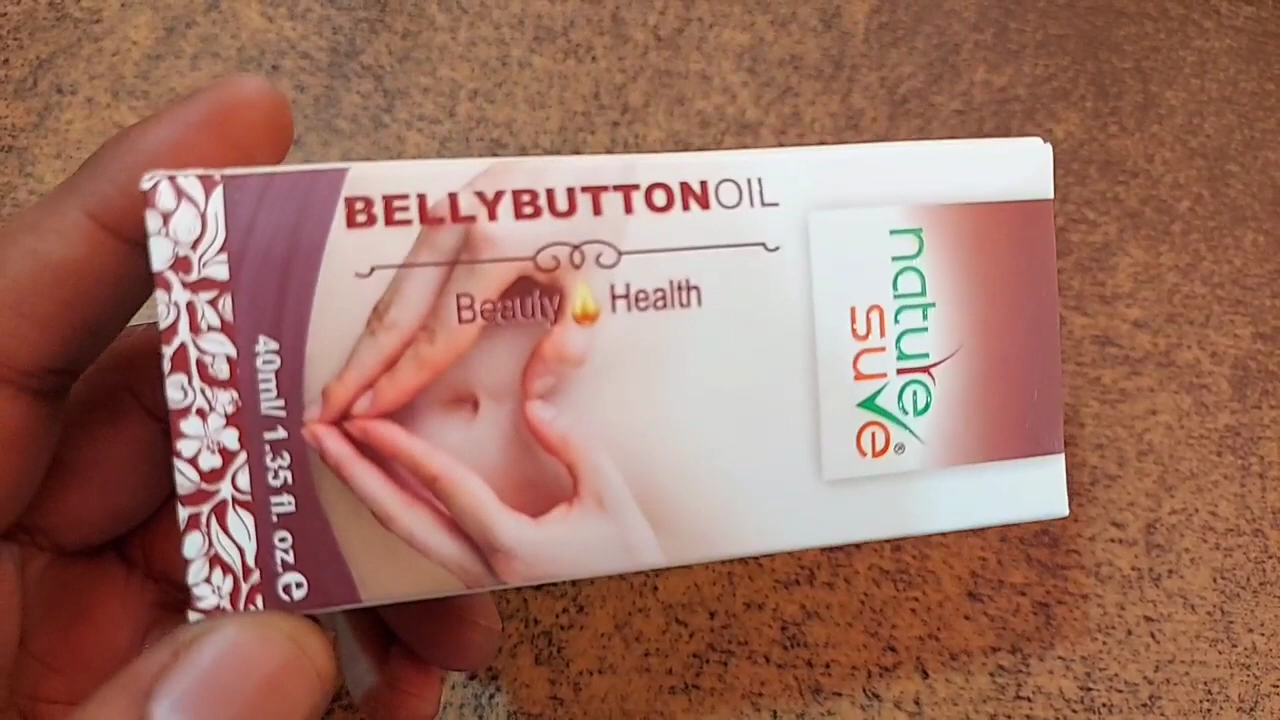 BELLYBUTTONOIL
Beauty Health
nature
suve®
40ml/ 1.35 fl. oz.e